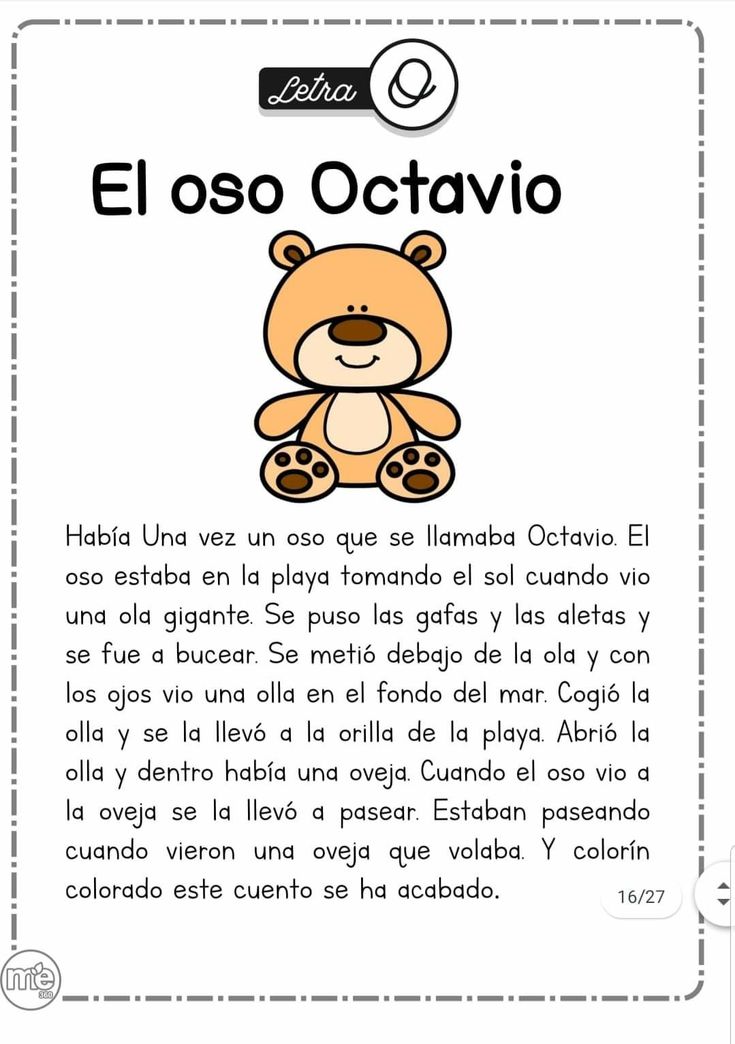 Letra O
El oso Octavio
Había Una vez un oso que se llamaba Octavio. El
oso estaba en la playa tomando el sol cuando vio
una ola gigante. Se puso las gafas y las aletas y
se fue a bucear. Se metió debajo de la ola y con
los ojos vio una olla en el fondo del mar. Cogió la
olla y se la llevó a la orilla de la playa. Abrió la
olla y dentro había una oveja. Cuando el oso vio a
la oveja se la llevó a pasear. Estaban paseando
cuando vieron una oveja que volaba. Y colorín
colorado este cuento se ha acabado.
16/27
me
360